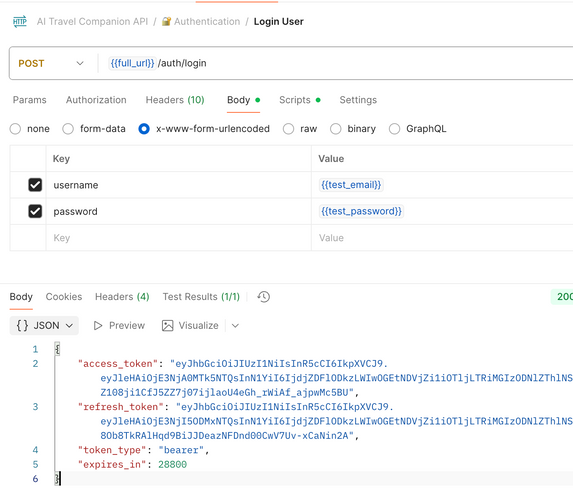 HTTP AI Travel Companion API / Authentication / Login User
POST {{full_url}} /auth/login
Params Authorization Headers (10) Body Scripts Settings
none form-data x-www-form-urlencoded raw binary GraphQL
Key Value
username {{test_email}}
password {{test_password}}
Key Value
Body Cookies Headers (4) Test Results (1/1) 200
{} JSON Preview Visualize
1 {
2 "access_token": "eyJhbGciOiJIUzI1NiIsInR5cCI6IkpXVCJ9.
eyJleHAiOjE3NjA0MTk5NTQsInN1YiI6IjdjZDFlODkzLWIwOGEtNDVjZi1iOTljLTRiMGIzODNlZThlNS
Z108ji1CfJ5ZZ7j07ijlaoU4eGh_rWiAf_ajpwMc5BU",
3 "refresh_token": "eyJhbGciOiJIUzI1NiIsInR5cCI6IkpXVCJ9.
eyJleHAiOjE3NjI5ODMxNTQsInN1YiI6IjdjZDFlODkzLWIwOGEtNDVjZi1iOTljLTRiMGIzODNlZThlNS
8Ob8TkRAlHqd9BiJJDeazNFDnd00CwV7Uv-xCaNin2A",
4 "token_type": "bearer",
5 "expires_in": 28800
6 }